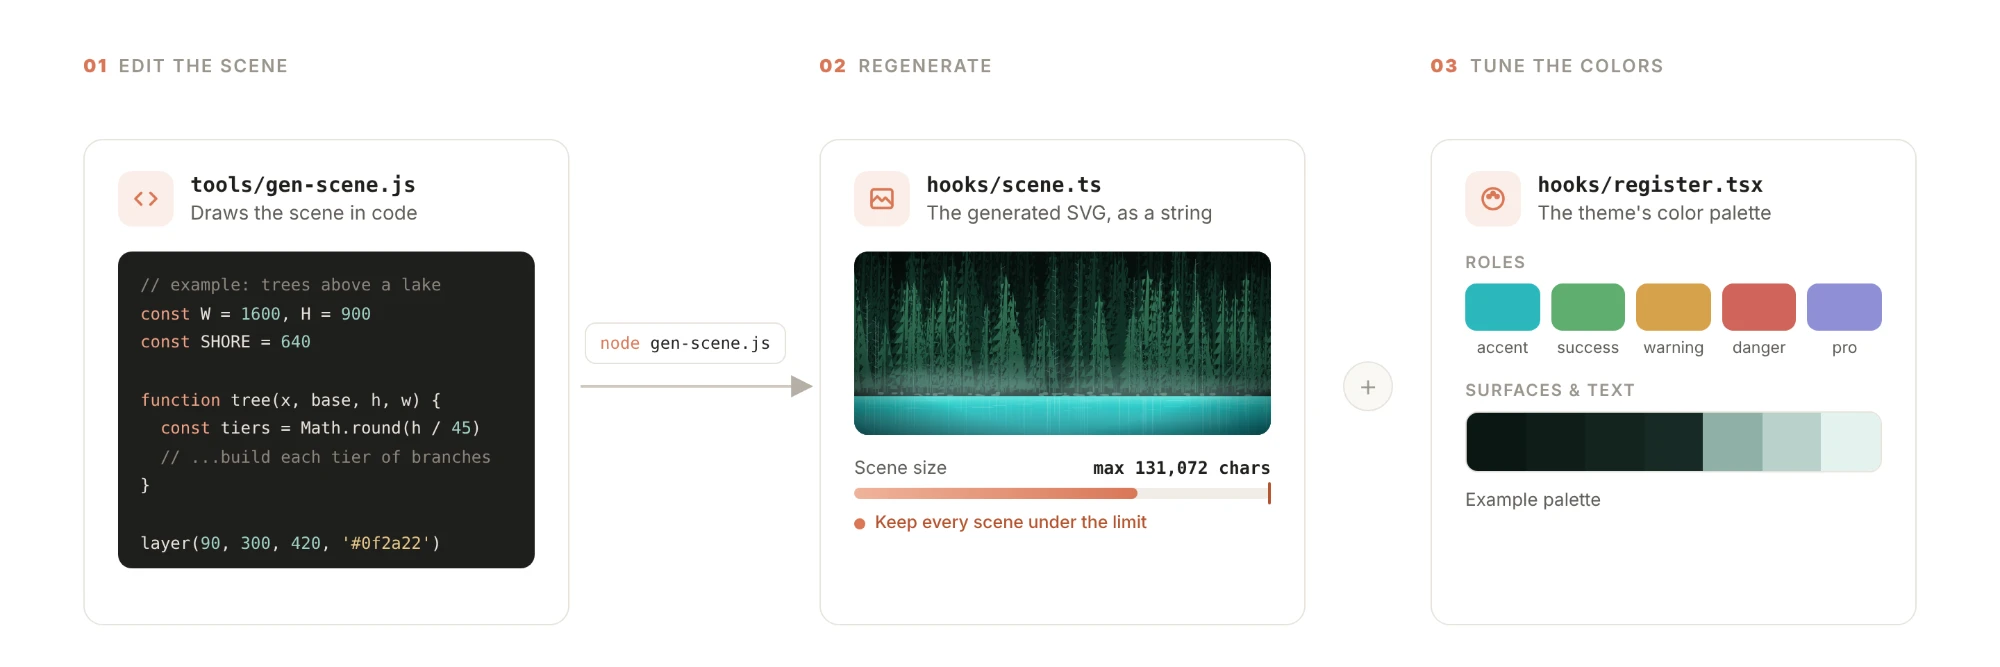 01 EDIT THE SCENE
tools/gen-scene.js
Draws the scene in code
// example: trees above a lake
const W = 1600, H = 900
const SHORE = 640
function tree(x, base, h, w) {
  const tiers = Math.round(h / 45)
  // ...build each tier of branches
}
layer(90, 300, 420, '#0f2a22')
node gen-scene.js
02 REGENERATE
hooks/scene.ts
The generated SVG, as a string
Scene size
max 131,072 chars
Keep every scene under the limit
+
03 TUNE THE COLORS
hooks/register.tsx
The theme's color palette
ROLES
accent success warning danger pro
SURFACES & TEXT
Example palette